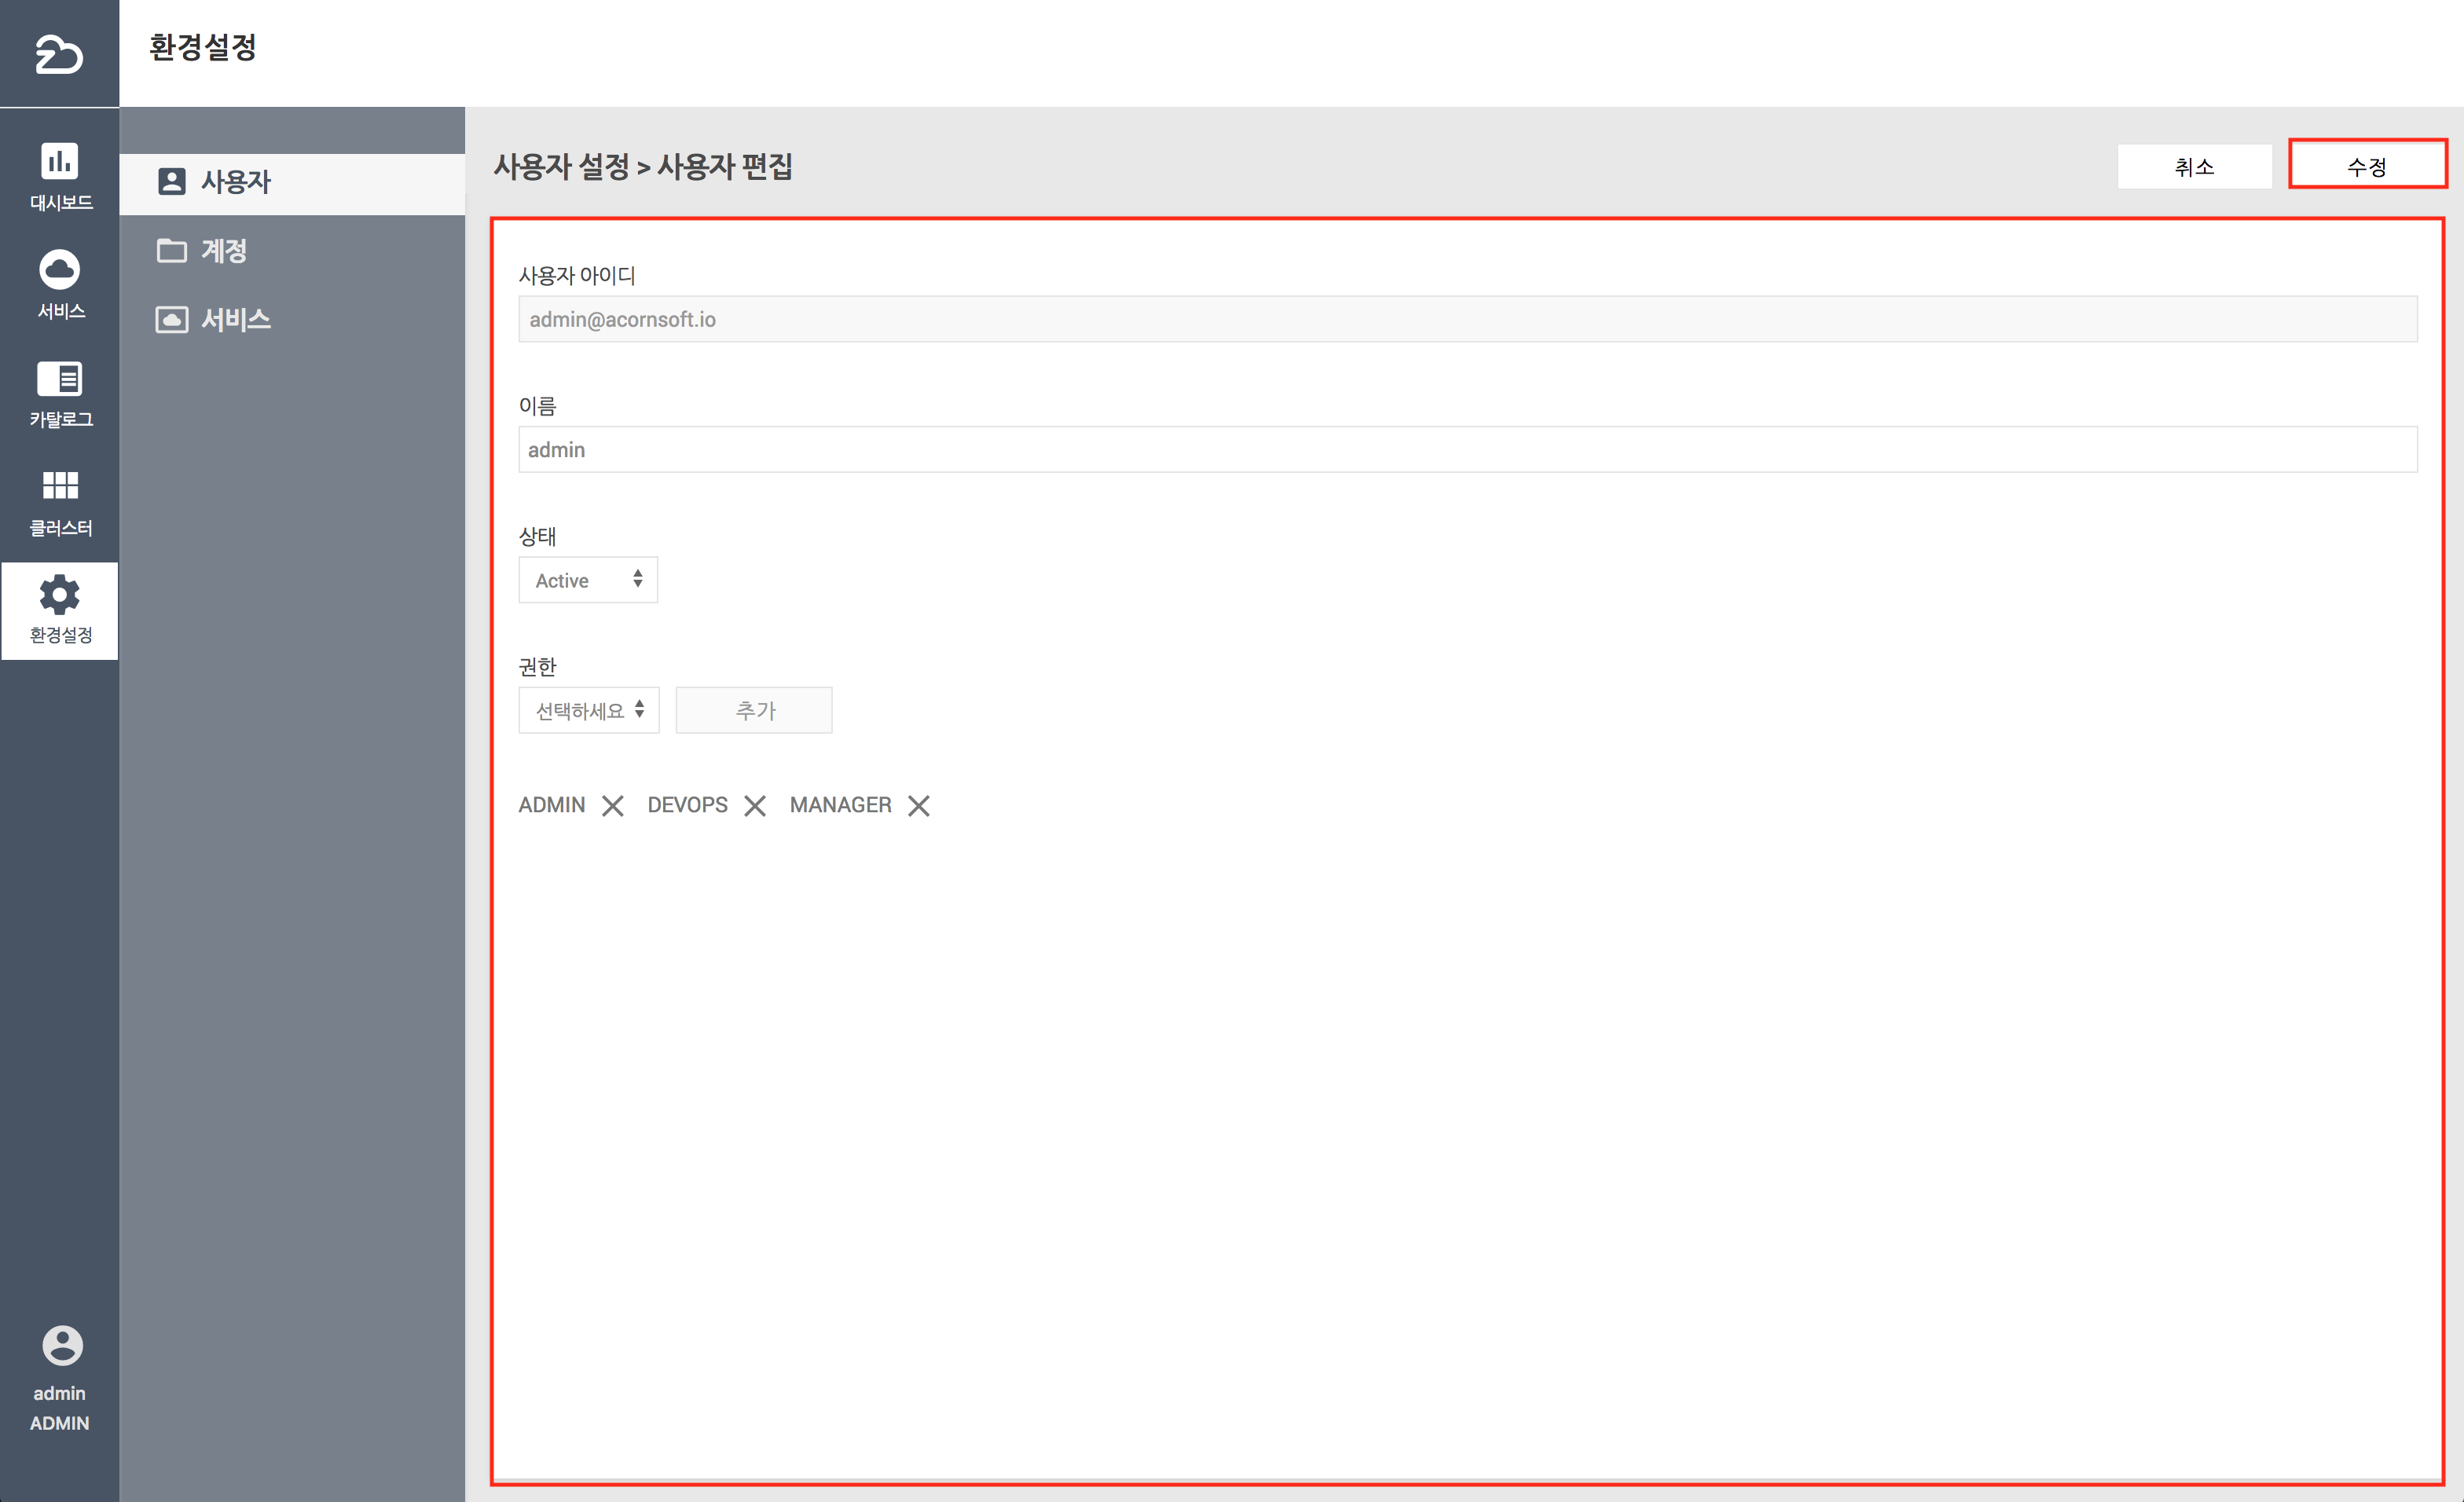 환경설정
대시보드
서비스
카탈로그
클러스터
환경설정
admin
ADMIN
사용자
계정
서비스
사용자 설정 > 사용자 편집
취소
수정
사용자 아이디
admin@acornsoft.io
이름
admin
상태
Active
권한
선택하세요
추가
ADMIN DEVOPS MANAGER